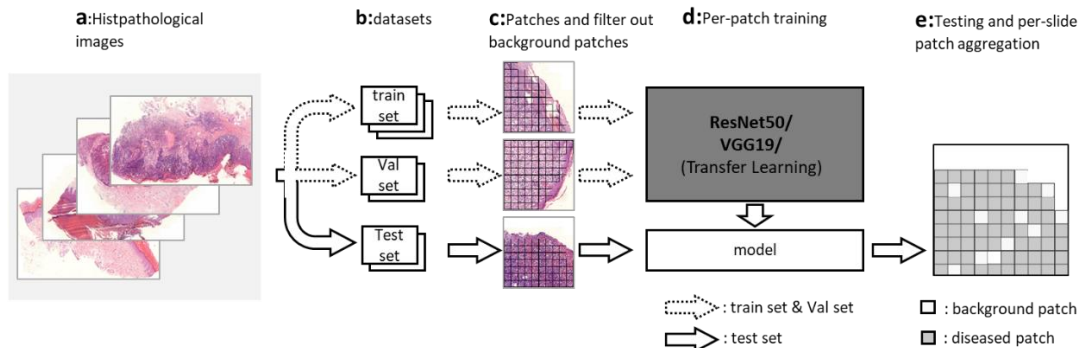 a:Histpathological
images
b:datasets
c:Patches and filter out
background patches
d:Per-patch training
e:Testing and per-slide
patch aggregation
train
set
Val
set
Test
set
ResNet50/
VGG19/
(Transfer Learning)
model
: train set & Val set
: test set
: background patch
: diseased patch